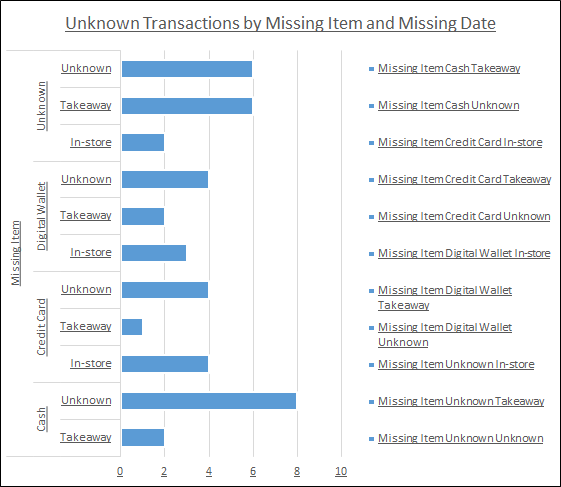 Unknown Transactions by Missing Item and Missing Date
Missing Item
Unknown
Unknown
Takeaway
In-store
Digital Wallet
Unknown
Takeaway
In-store
Credit Card
Unknown
Takeaway
In-store
Cash
Unknown
Takeaway
0 2 4 6 8 10
Missing Item Cash Takeaway
Missing Item Cash Unknown
Missing Item Credit Card In-store
Missing Item Credit Card Takeaway
Missing Item Credit Card Unknown
Missing Item Digital Wallet In-store
Missing Item Digital Wallet
Takeaway
Missing Item Digital Wallet
Unknown
Missing Item Unknown In-store
Missing Item Unknown Takeaway
Missing Item Unknown Unknown